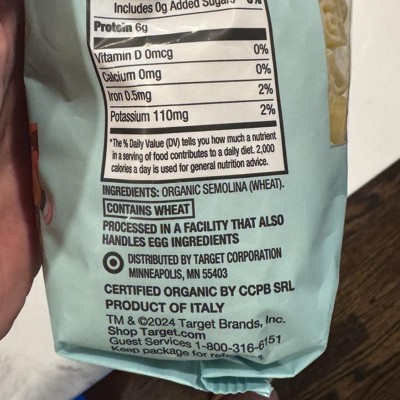 Includes 0g Added Sugars 0%
Protein 6g
Vitamin D 0mcg 0%
Calcium 0mg 0%
Iron 0.5mg 2%
Potassium 110mg 2%
*The % Daily Value (DV) tells you how much a nutrient
in a serving of food contributes to a daily diet. 2,000
calories a day is used for general nutrition advice.
INGREDIENTS: ORGANIC SEMOLINA (WHEAT).
CONTAINS WHEAT
PROCESSED IN A FACILITY THAT ALSO
HANDLES EGG INGREDIENTS
DISTRIBUTED BY TARGET CORPORATION
MINNEAPOLIS, MN 55403
CERTIFIED ORGANIC BY CCPB SRL
PRODUCT OF ITALY
TM & ©2024 Target Brands, Inc.
Shop Target.com
Guest Services 1-800-316-6151
Keep package for